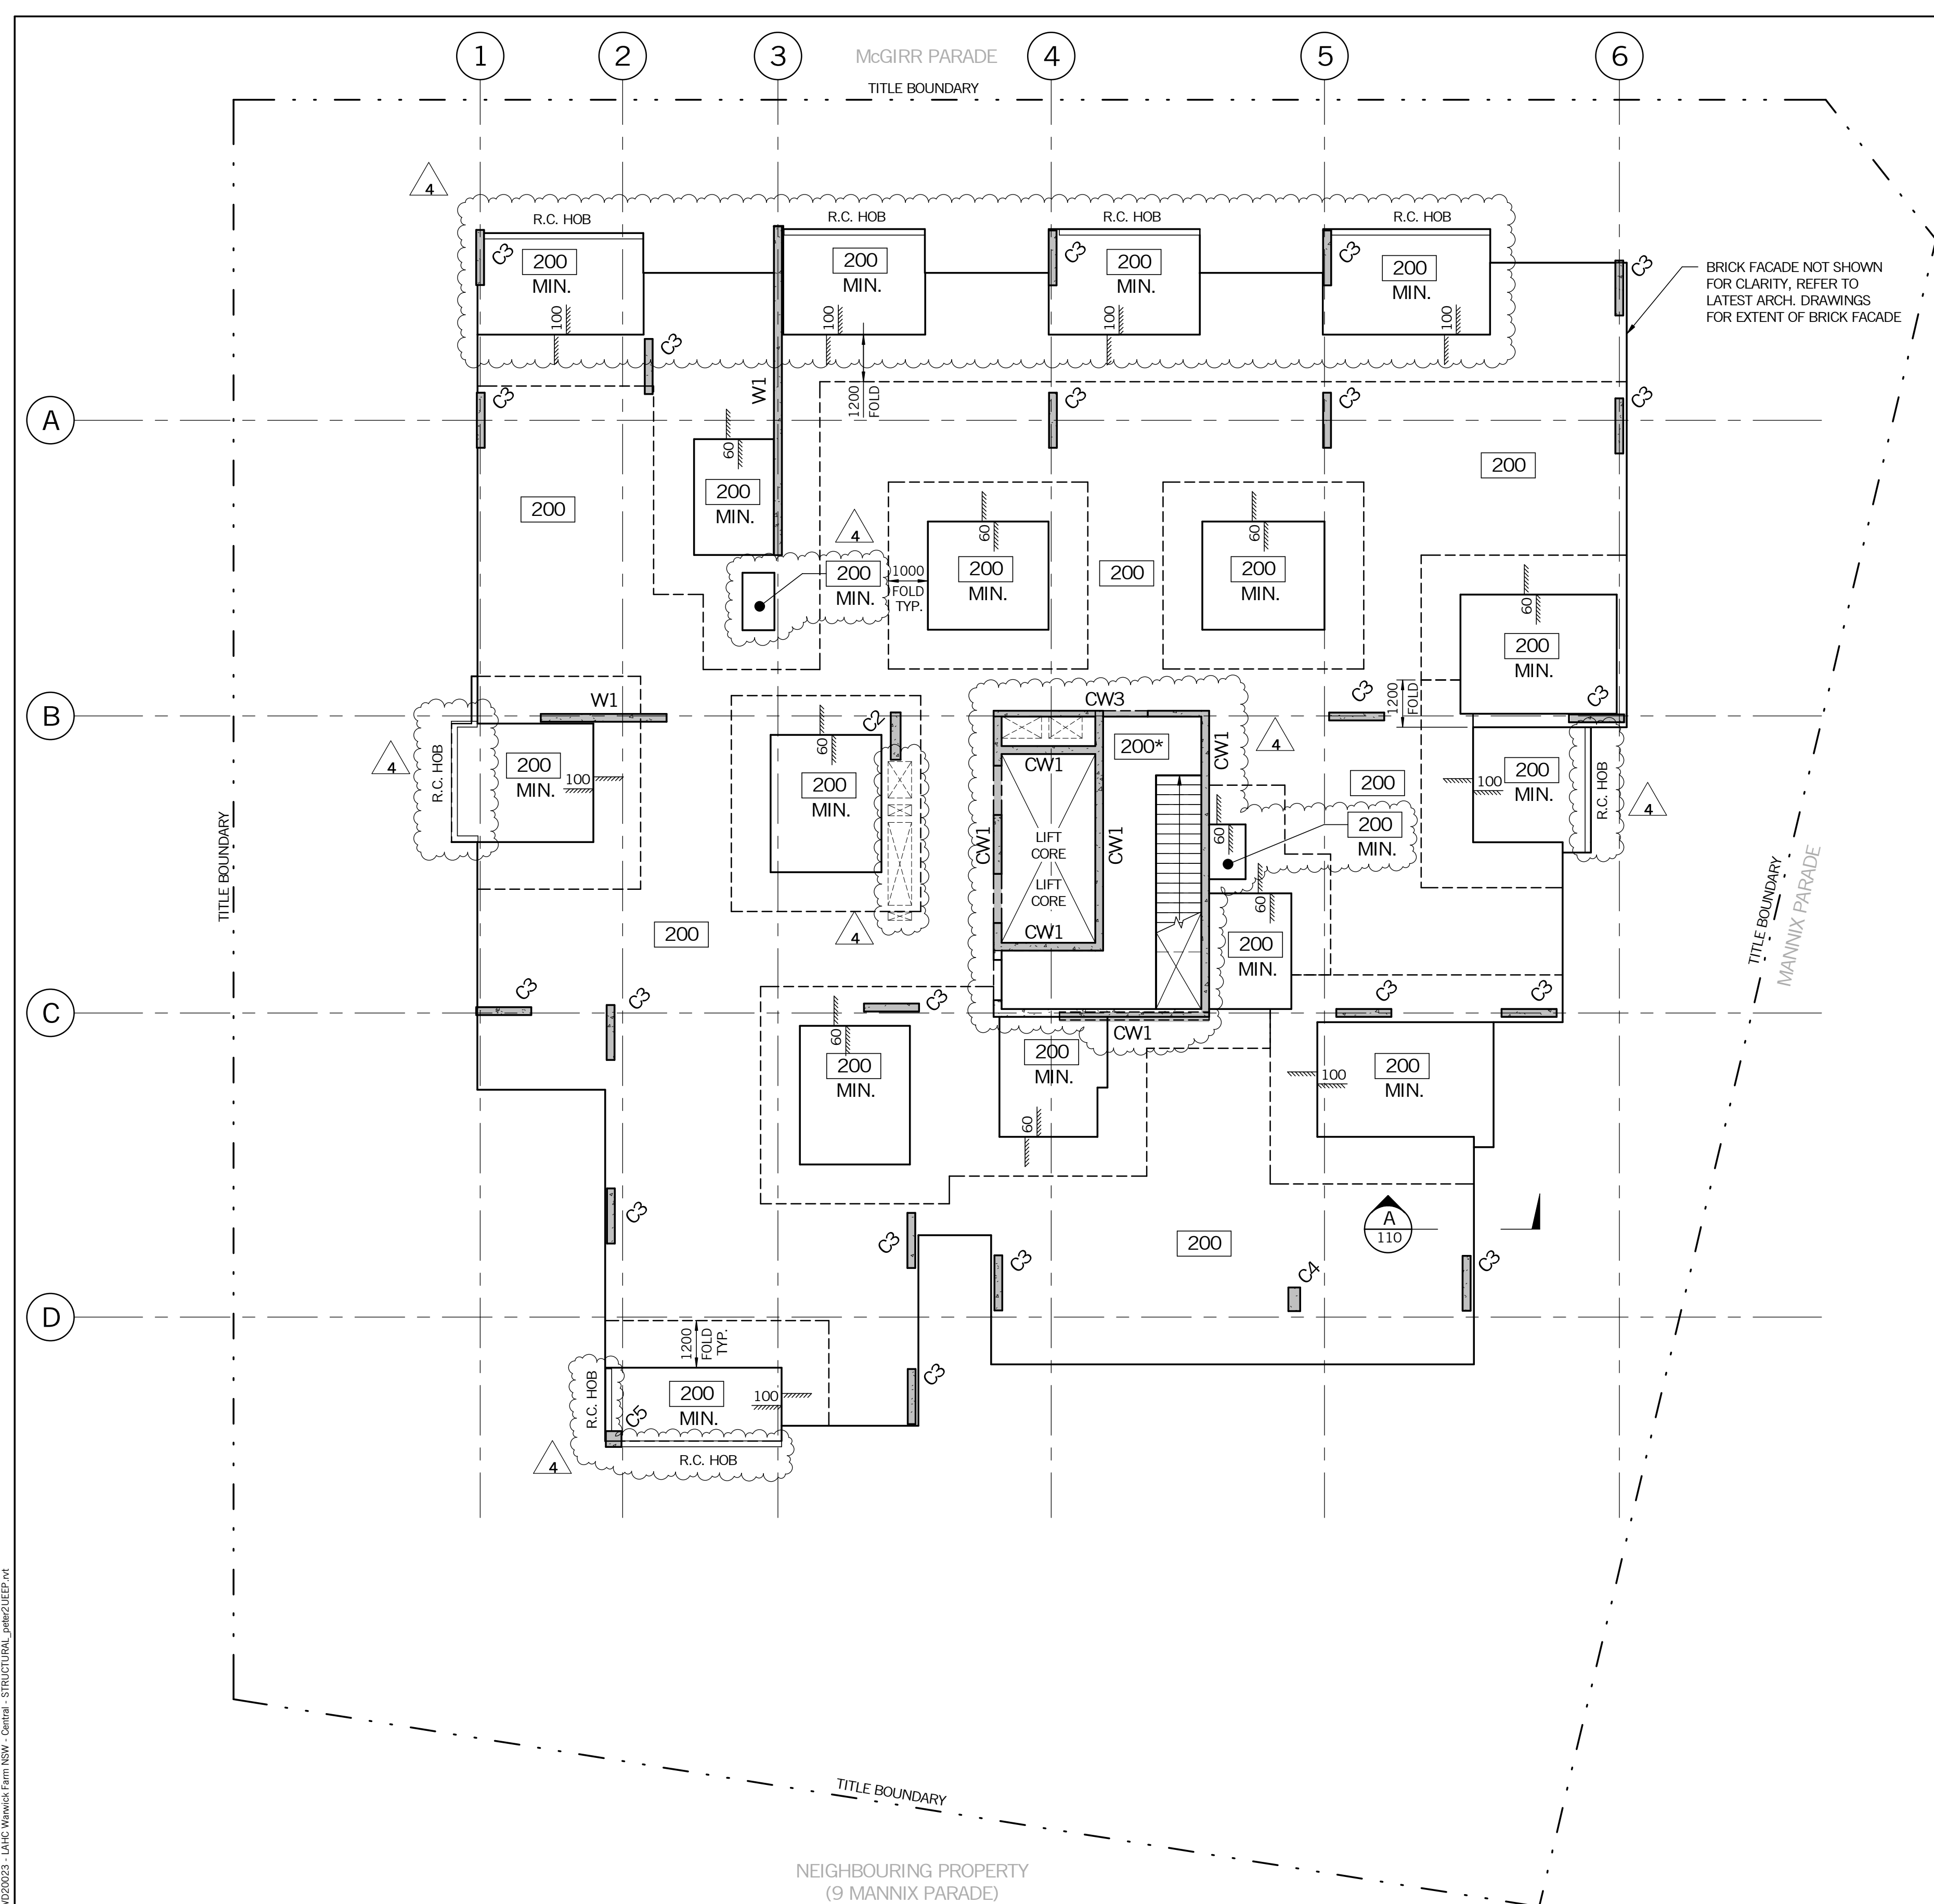 1
2
3
4
5
6
McGIRR PARADE
TITLE BOUNDARY
4
R.C. HOB
R.C. HOB
R.C. HOB
R.C. HOB
C3
200
MIN.
200
MIN.
C3
200
MIN.
C3
200
MIN.
C3
BRICK FACADE NOT SHOWN
FOR CLARITY, REFER TO
LATEST ARCH. DRAWINGS
FOR EXTENT OF BRICK FACADE
100
100
100
100
C3
W1
1200
FOLD
C3
C3
C3
C3
A
60
200
MIN.
200
200
4
60
60
200
MIN.
1000
FOLD
TYP.
200
MIN.
200
200
MIN.
60
200
MIN.
B
W1
C2
CW3
C3
1200
FOLD
C3
4
R.C. HOB
200
MIN.
100
60
200
MIN.
200*
CW1
CW1
4
200
100
200
MIN.
R.C. HOB
4
CW1
LIFT
CORE
LIFT
CORE
CW1
CW1
60
200
MIN.
TITLE BOUNDARY
TITLE BOUNDARY
MANNIX PARADE
200
4
60
200
MIN.
C
C3
C3
C3
C3
C3
CW1
60
200
MIN.
200
MIN.
60
100
200
MIN.
C3
C3
200
A
110
C3
C4
C3
D
1200
FOLD
TYP.
R.C. HOB
200
MIN.
100
C3
C5
4
R.C. HOB
TITLE BOUNDARY
NEIGHBOURING PROPERTY
(9 MANNIX PARADE)
LAHC Warwick Farm NSW - Central - STRUCTURAL_peter2UEEP.rvt